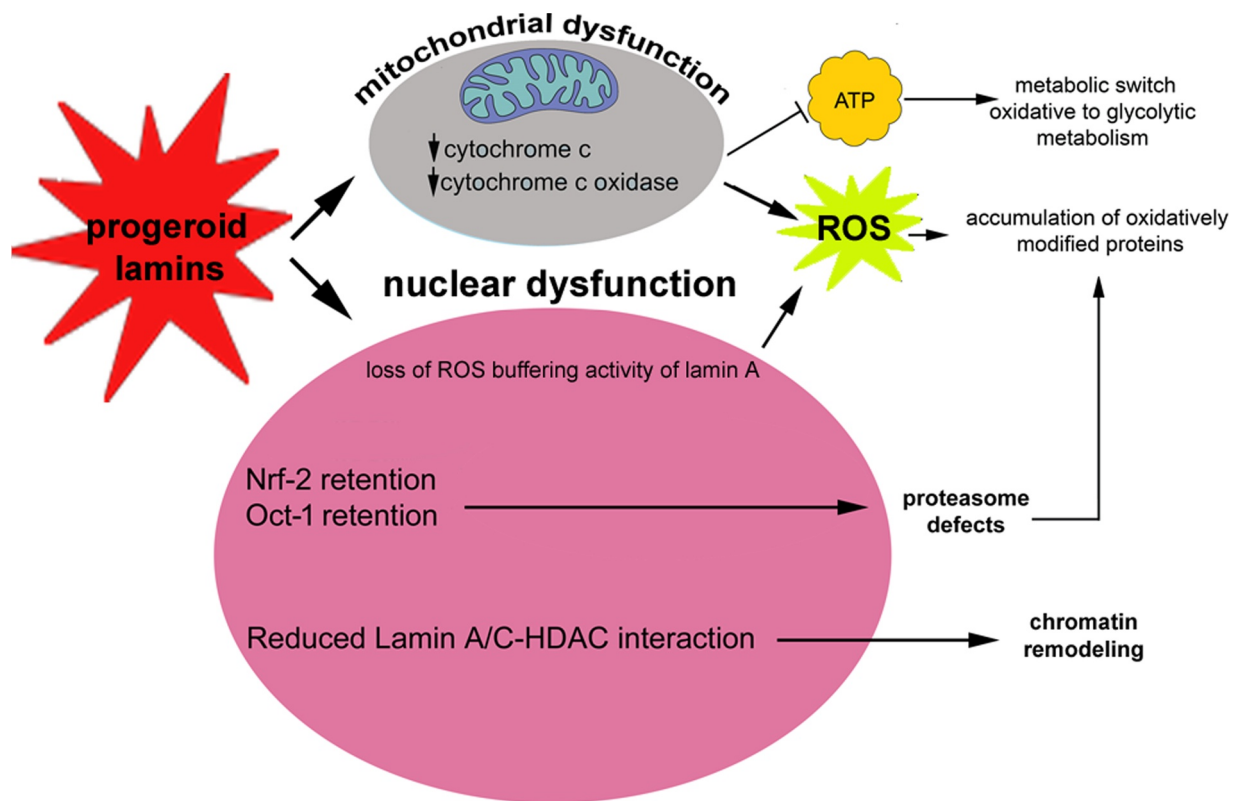 mitochondrial dysfunction
cytochrome c
cytochrome c oxidase
ATP
metabolic switch
oxidative to glycolytic
metabolism
progeroid
lamins
ROS
accumulation of oxidatively
modified proteins
nuclear dysfunction
loss of ROS buffering activity of lamin A
Nrf-2 retention
Oct-1 retention
proteasome
defects
Reduced Lamin A/C-HDAC interaction
chromatin
remodeling